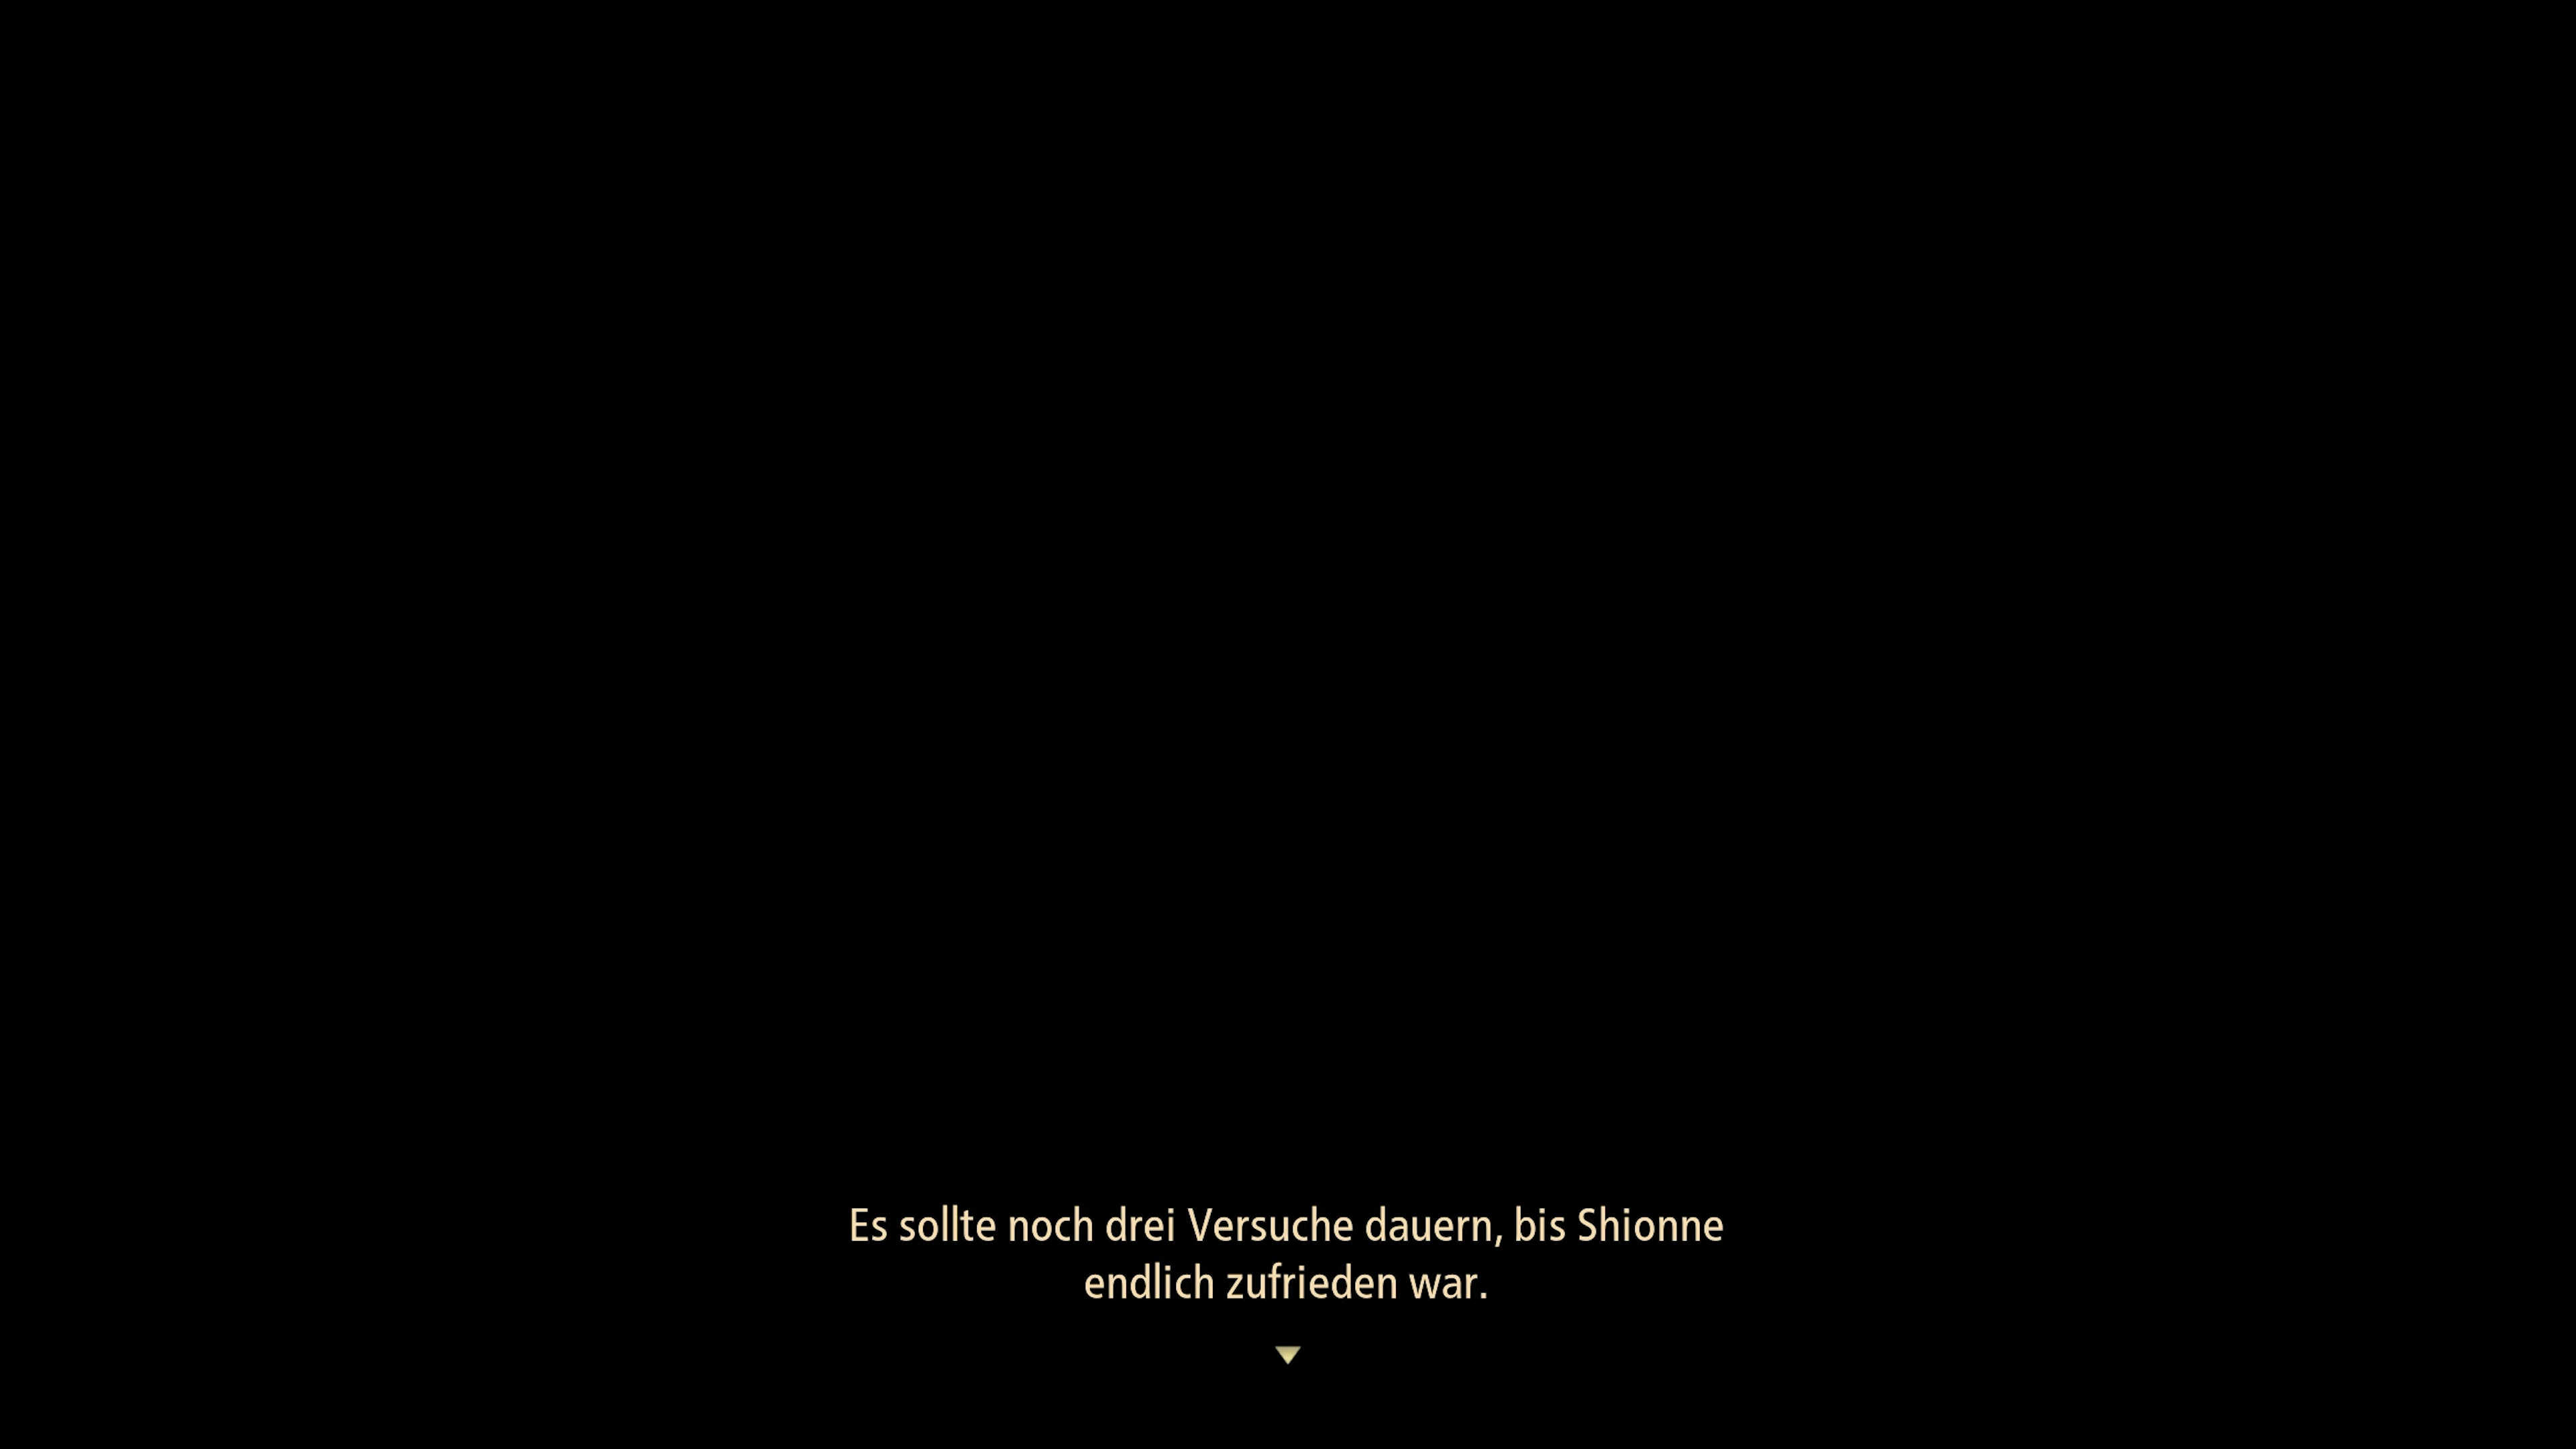 Es sollte noch drei Versuche dauern, bis Shionne
endlich zufrieden war.